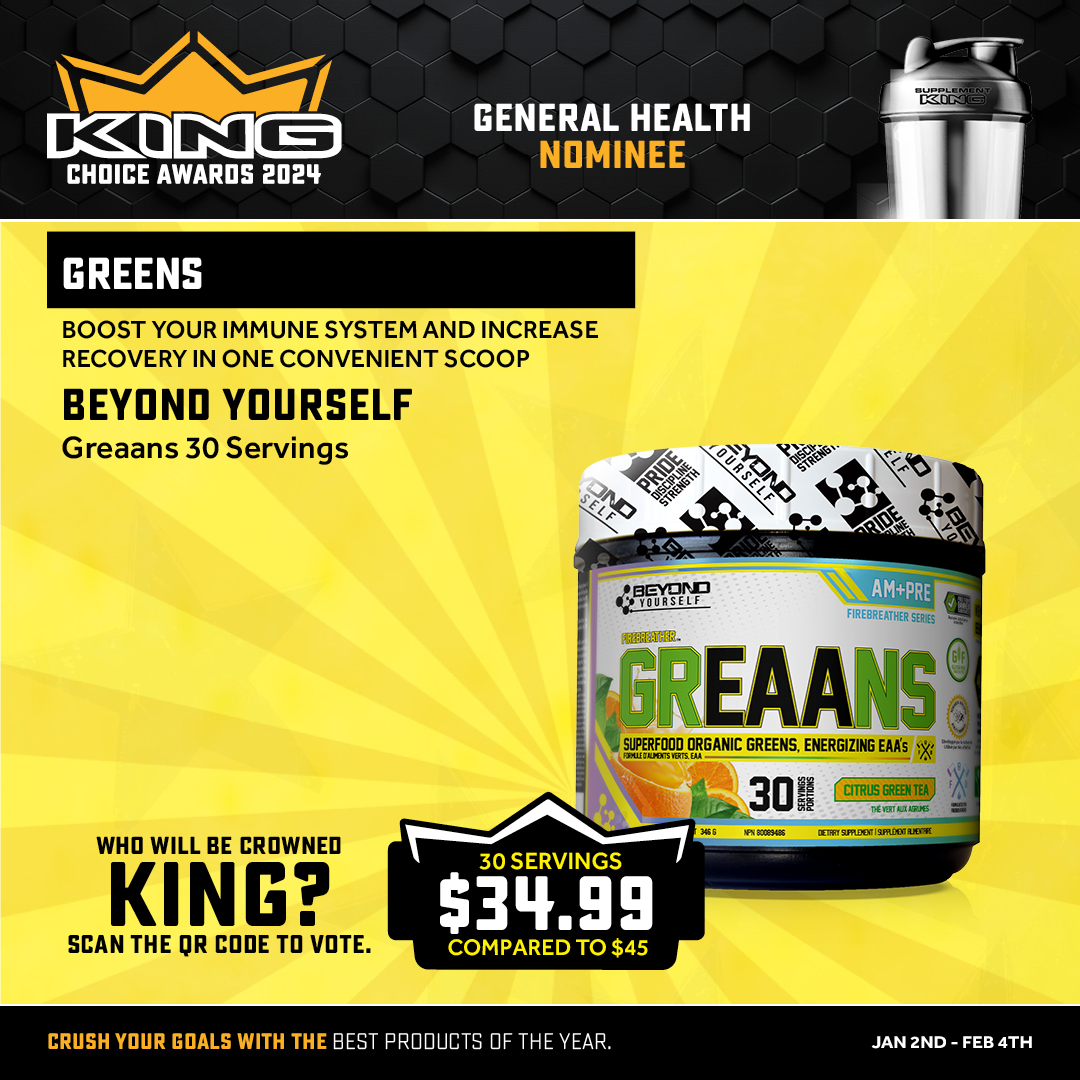 KING
CHOICE AWARDS 2024
GENERAL HEALTH
NOMINEE
SUPPLEMENT
KING
GREENS
BOOST YOUR IMMUNE SYSTEM AND INCREASE
RECOVERY IN ONE CONVENIENT SCOOP
BEYOND YOURSELF
Greaans 30 Servings
PRIDE
DISCIPLINE
STRENGTH
BEYOND
YOURSELF
AM+PRE
FIREBREATHER SERIES
FIREBREATHER™
GREAANS
SUPERFOOD ORGANIC GREENS, ENERGIZING EAA's
FORMULE D'ALIMENTS VERTS, EAA
30 SERVINGS
PORTIONS
CITRUS GREEN TEA
THÉ VERT AUX AGRUMES
346 G
NPN 80089486
DIETARY SUPPLEMENT | SUPPLÉMENT ALIMENTAIRE
GF
WHO WILL BE CROWNED
KING?
SCAN THE QR CODE TO VOTE.
30 SERVINGS
$34.99
COMPARED TO $45
CRUSH YOUR GOALS WITH THE BEST PRODUCTS OF THE YEAR.
JAN 2ND - FEB 4TH